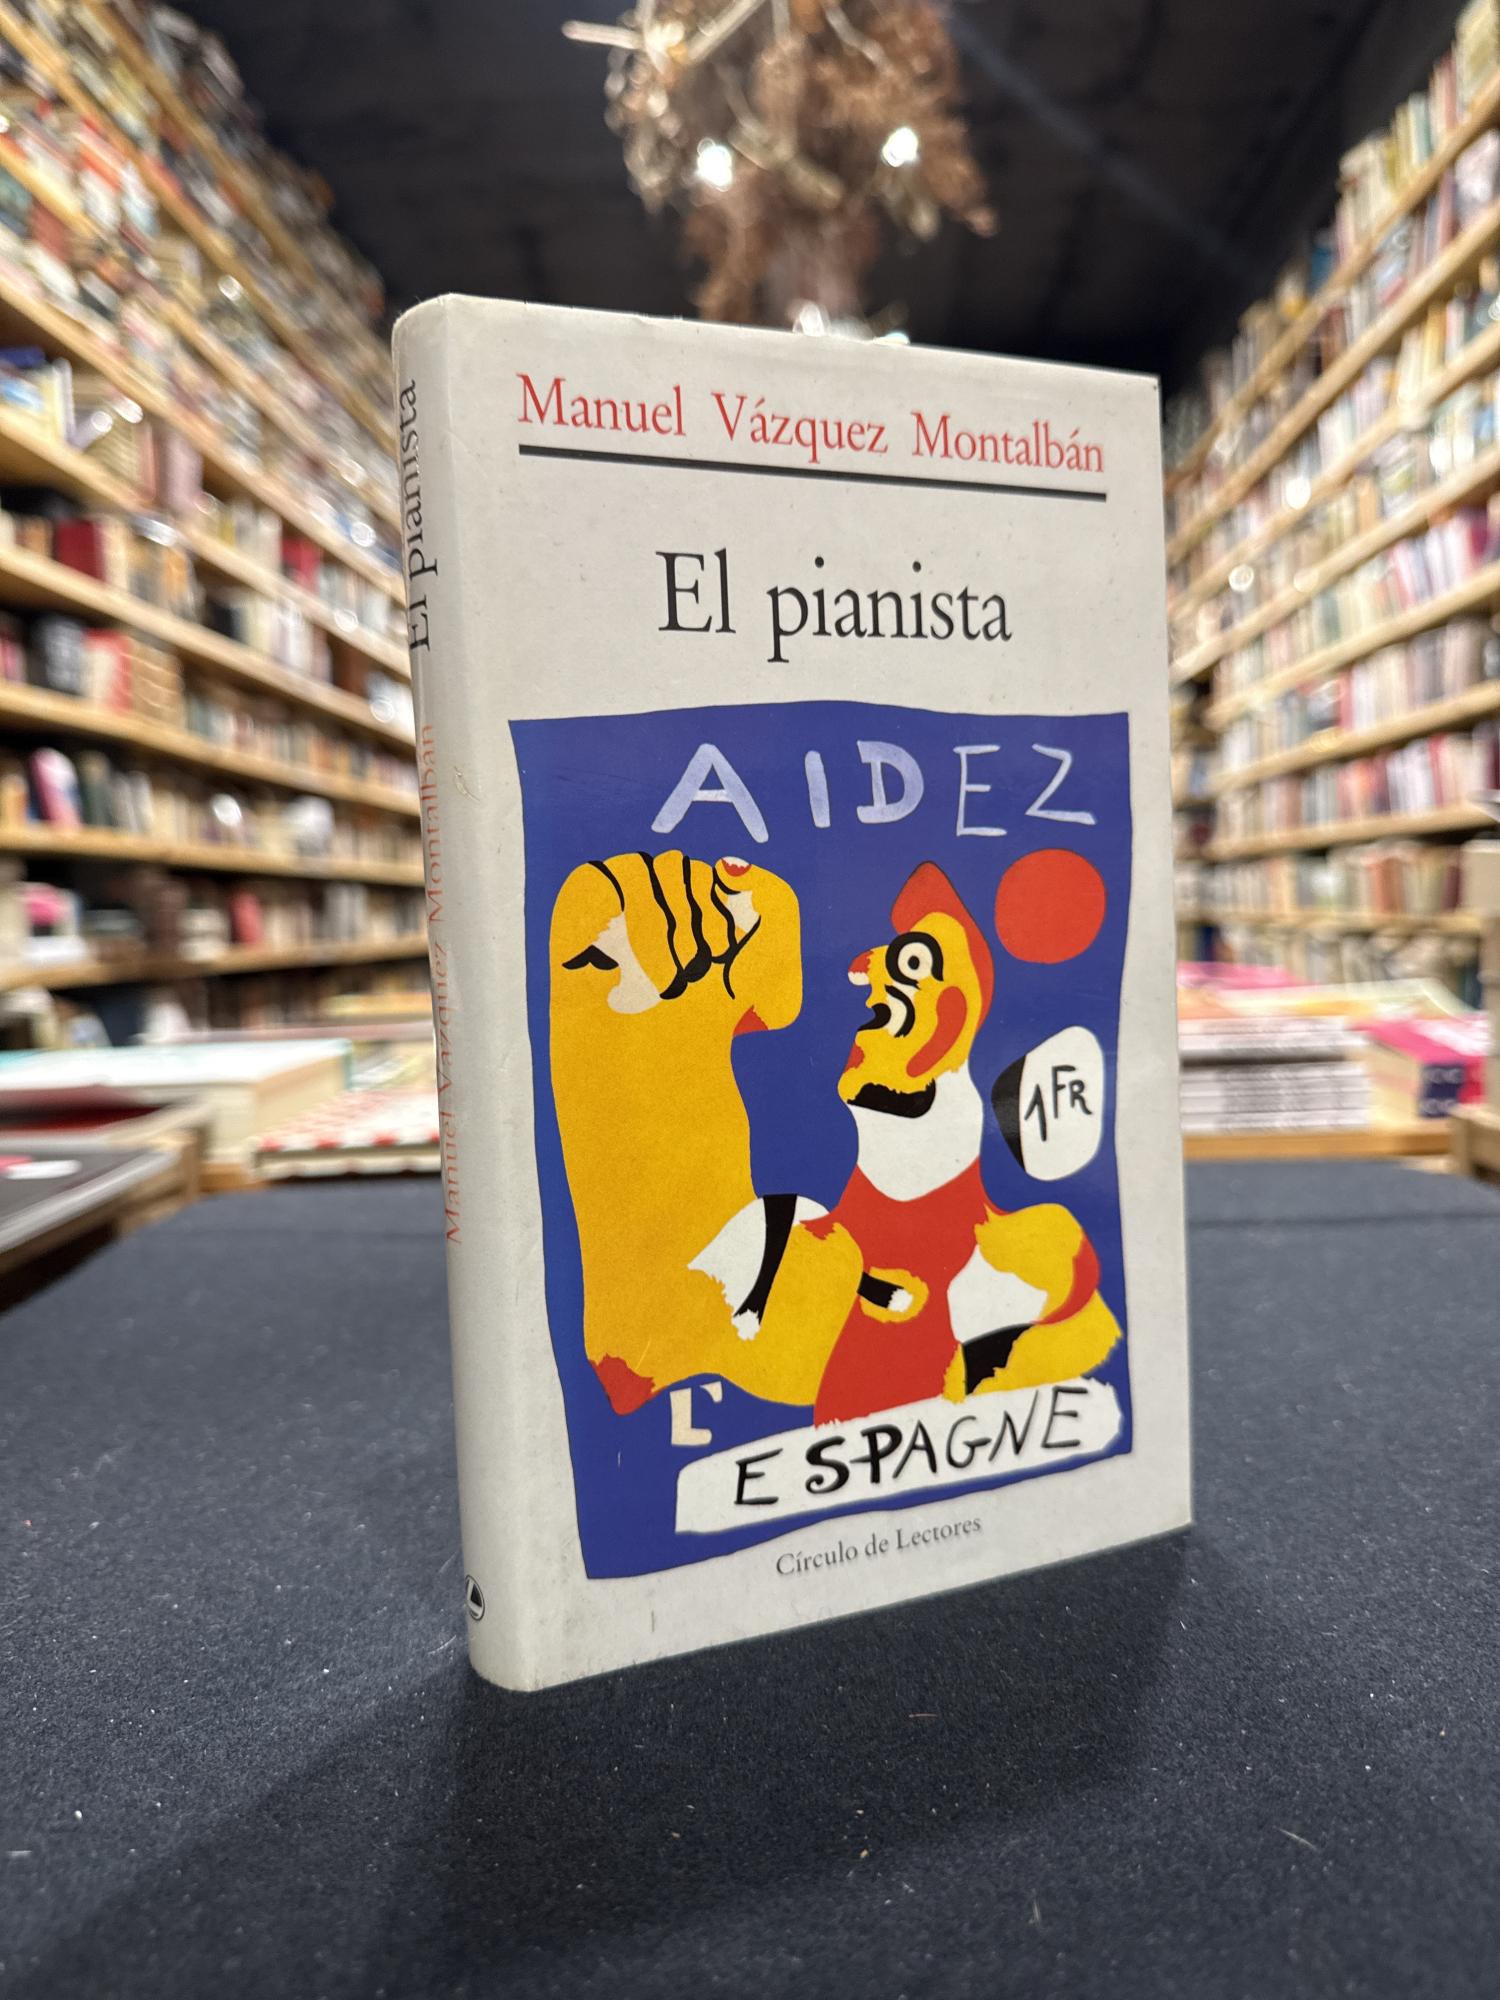 Manuel Vázquez Montalbán
El pianista
AIDEZ
1FR
L'
ESPAGNE
Círculo de Lectores
El pianista
Manuel Vázquez Montalbán